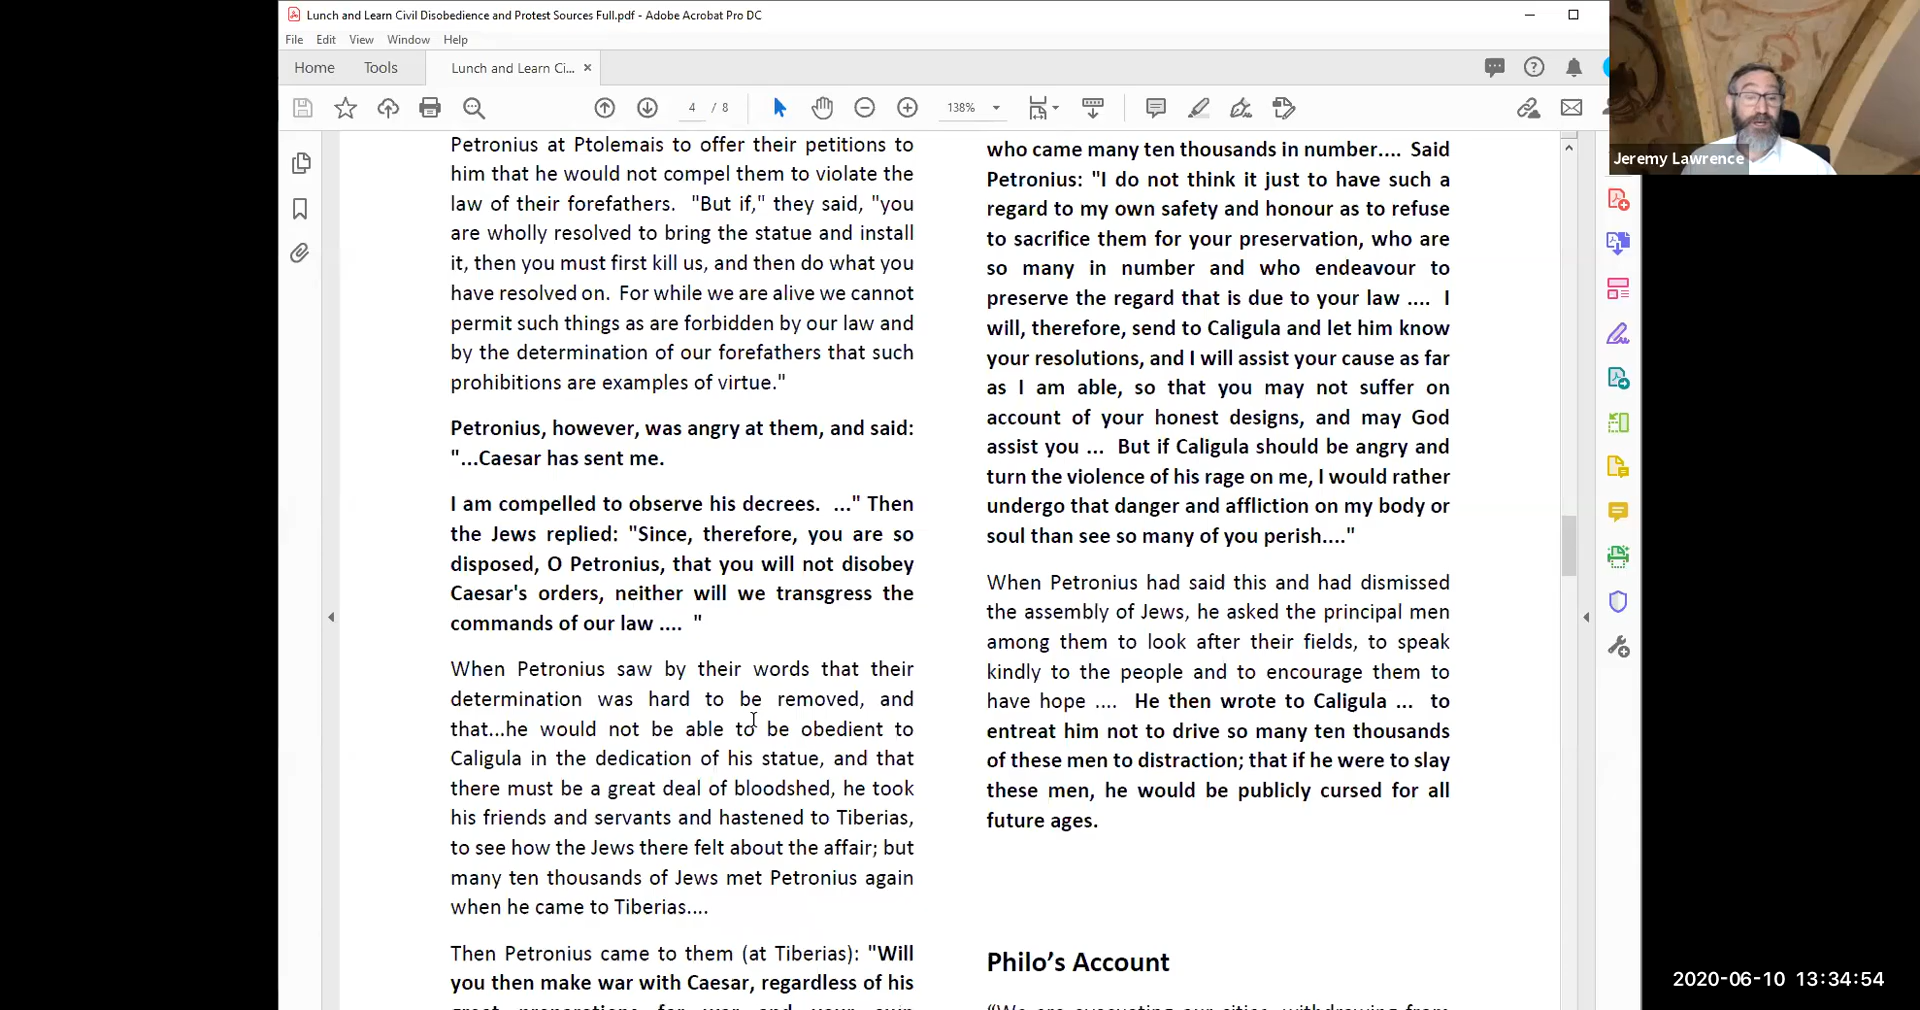 Lunch and Learn Civil Disobedience and Protest Sources Full.pdf - Adobe Acrobat Pro DC
File Edit View Window Help
Home Tools Lunch and Learn Ci... ×
4 / 8 138%
Jeremy Lawrence
Petronius at Ptolemais to offer their petitions to
him that he would not compel them to violate the
law of their forefathers. "But if," they said, "you
are wholly resolved to bring the statue and install
it, then you must first kill us, and then do what you
have resolved on. For while we are alive we cannot
permit such things as are forbidden by our law and
by the determination of our forefathers that such
prohibitions are examples of virtue."
Petronius, however, was angry at them, and said:
"...Caesar has sent me.
I am compelled to observe his decrees. ..." Then
the Jews replied: "Since, therefore, you are so
disposed, O Petronius, that you will not disobey
Caesar's orders, neither will we transgress the
commands of our law .... "
When Petronius saw by their words that their
determination was hard to be removed, and
that...he would not be able to be obedient to
Caligula in the dedication of his statue, and that
there must be a great deal of bloodshed, he took
his friends and servants and hastened to Tiberias,
to see how the Jews there felt about the affair; but
many ten thousands of Jews met Petronius again
when he came to Tiberias....
Then Petronius came to them (at Tiberias): "Will
you then make war with Caesar, regardless of his
great preparations for war and your own
who came many ten thousands in number.... Said
Petronius: "I do not think it just to have such a
regard to my own safety and honour as to refuse
to sacrifice them for your preservation, who are
so many in number and who endeavour to
preserve the regard that is due to your law .... I
will, therefore, send to Caligula and let him know
your resolutions, and I will assist your cause as far
as I am able, so that you may not suffer on
account of your honest designs, and may God
assist you ... But if Caligula should be angry and
turn the violence of his rage on me, I would rather
undergo that danger and affliction on my body or
soul than see so many of you perish...."
When Petronius had said this and had dismissed
the assembly of Jews, he asked the principal men
among them to look after their fields, to speak
kindly to the people and to encourage them to
have hope .... He then wrote to Caligula ... to
entreat him not to drive so many ten thousands
of these men to distraction; that if he were to slay
these men, he would be publicly cursed for all
future ages.
Philo's Account
"We are evacuating our cities, withdrawing from
2020-06-10 13:34:54